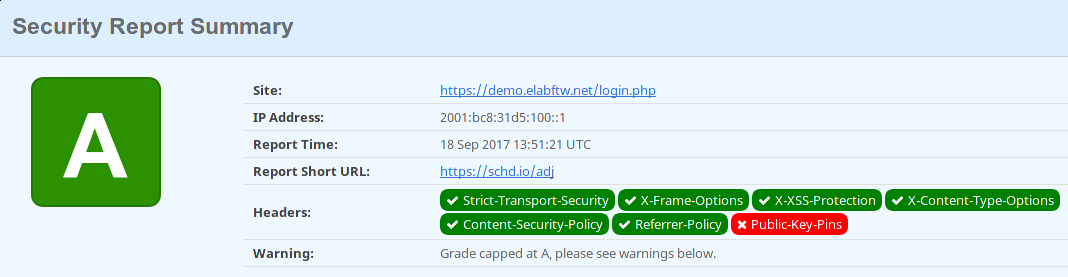 Security Report Summary
A
Site: https://demo.elabftw.net/login.php
IP Address: 2001:bc8:31d5:100::1
Report Time: 18 Sep 2017 13:51:21 UTC
Report Short URL: https://schd.io/adj
Headers: Strict-Transport-Security X-Frame-Options X-XSS-Protection X-Content-Type-Options
Content-Security-Policy Referrer-Policy Public-Key-Pins
Warning: Grade capped at A, please see warnings below.